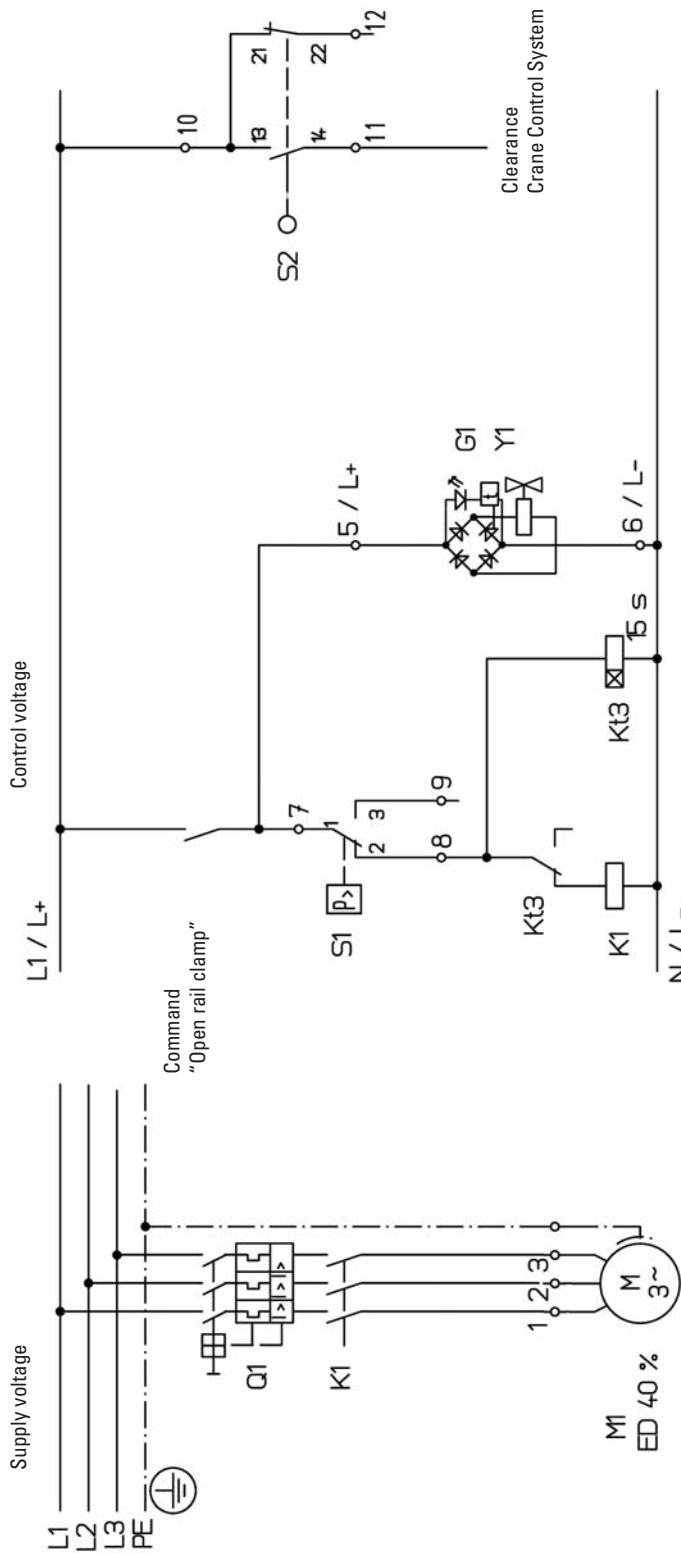 Supply voltage
L1
L2
L3
PE
Q1
K1
1 2 3
M
3~
M1
ED 40 %
Control voltage
L1 / L+
Command
"Open rail clamp"
7
S1
p>
1
2
3
8
9
Kt3
K1
Kt3
15 s
N / L-
5 / L+
G1
t
Y1
6 / L-
10
S2
13
14
21
22
11
12
Clearance
Crane Control System